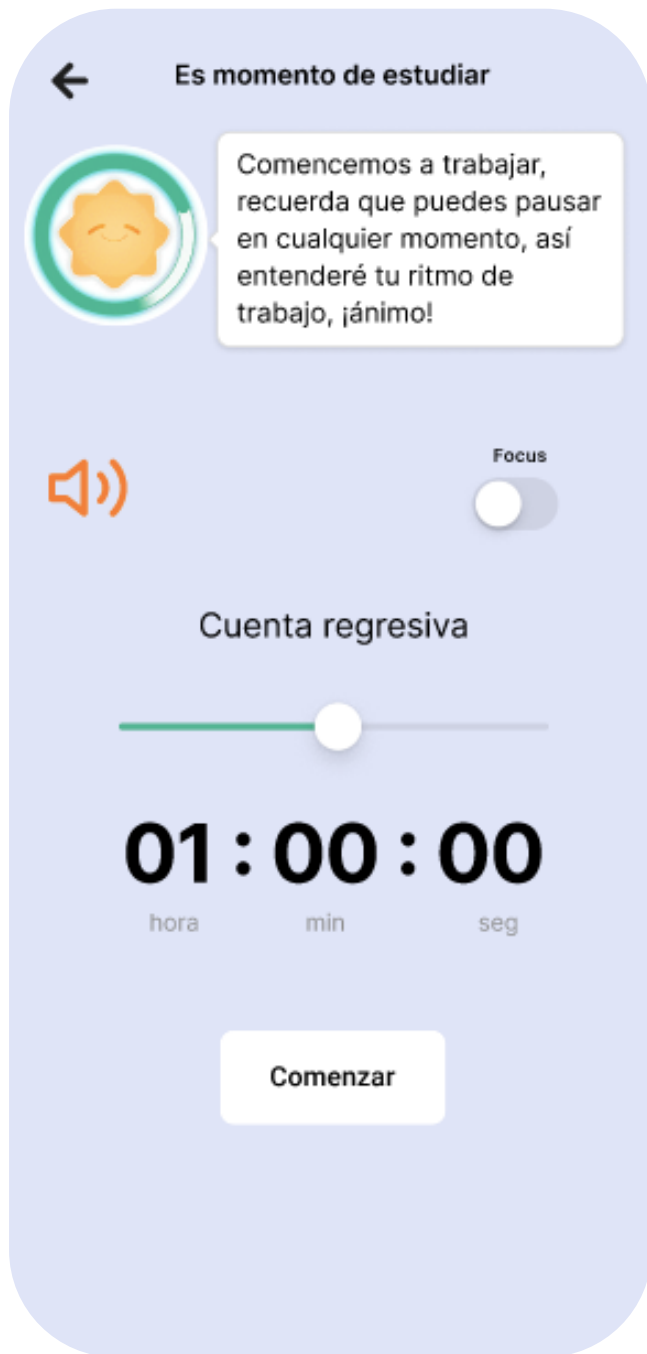 Es momento de estudiar
Comencemos a trabajar,
recuerda que puedes pausar
en cualquier momento, así
entenderé tu ritmo de
trabajo, ¡ánimo!
Focus
Cuenta regresiva
01 : 00 : 00
hora min seg
Comenzar